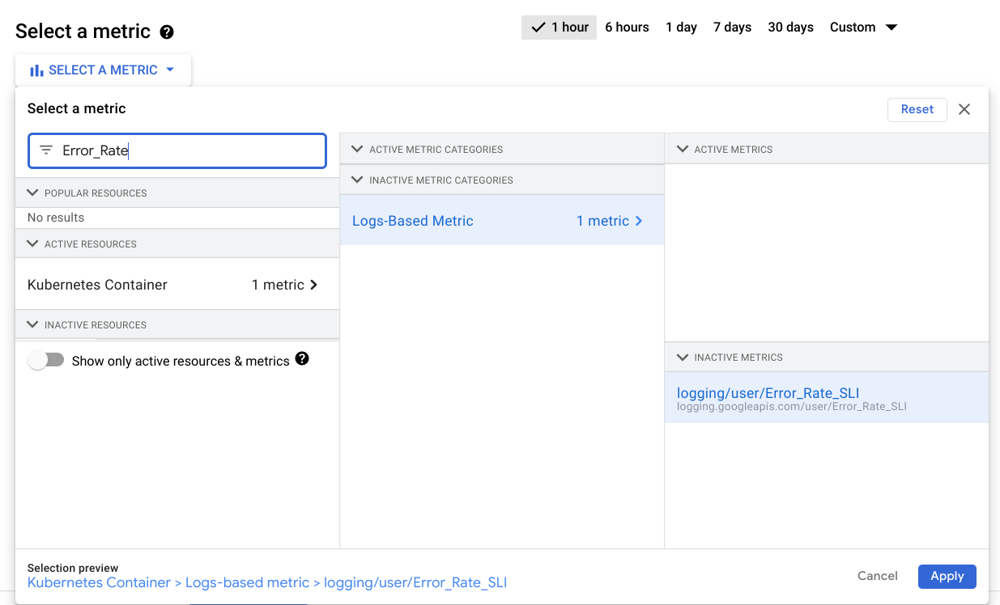 Select a metric
1 hour
6 hours
1 day
7 days
30 days
Custom
SELECT A METRIC
Select a metric
Reset
Error_Rate
POPULAR RESOURCES
No results
ACTIVE RESOURCES
Kubernetes Container 1 metric
INACTIVE RESOURCES
Show only active resources & metrics
ACTIVE METRIC CATEGORIES
INACTIVE METRIC CATEGORIES
Logs-Based Metric 1 metric
ACTIVE METRICS
INACTIVE METRICS
logging/user/Error_Rate_SLI
logging.googleapis.com/user/Error_Rate_SLI
Selection preview
Kubernetes Container > Logs-based metric > logging/user/Error_Rate_SLI
Cancel
Apply